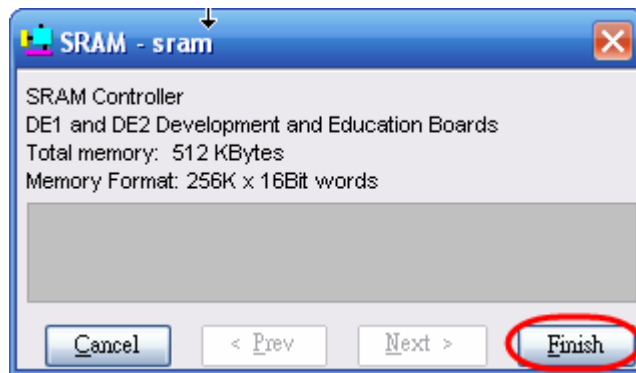 SRAM - sram
SRAM Controller
DE1 and DE2 Development and Education Boards
Total memory: 512 KBytes
Memory Format: 256K x 16Bit words
Cancel
< Prev
Next >
Finish